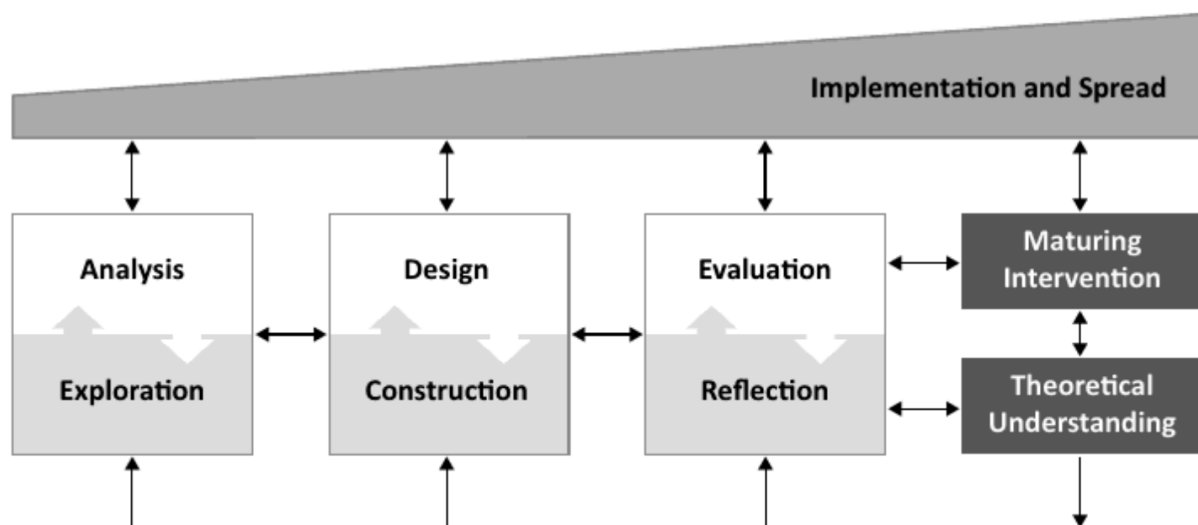 Implementation and Spread
Analysis
Exploration
Design
Construction
Evaluation
Reflection
Maturing
Intervention
Theoretical
Understanding